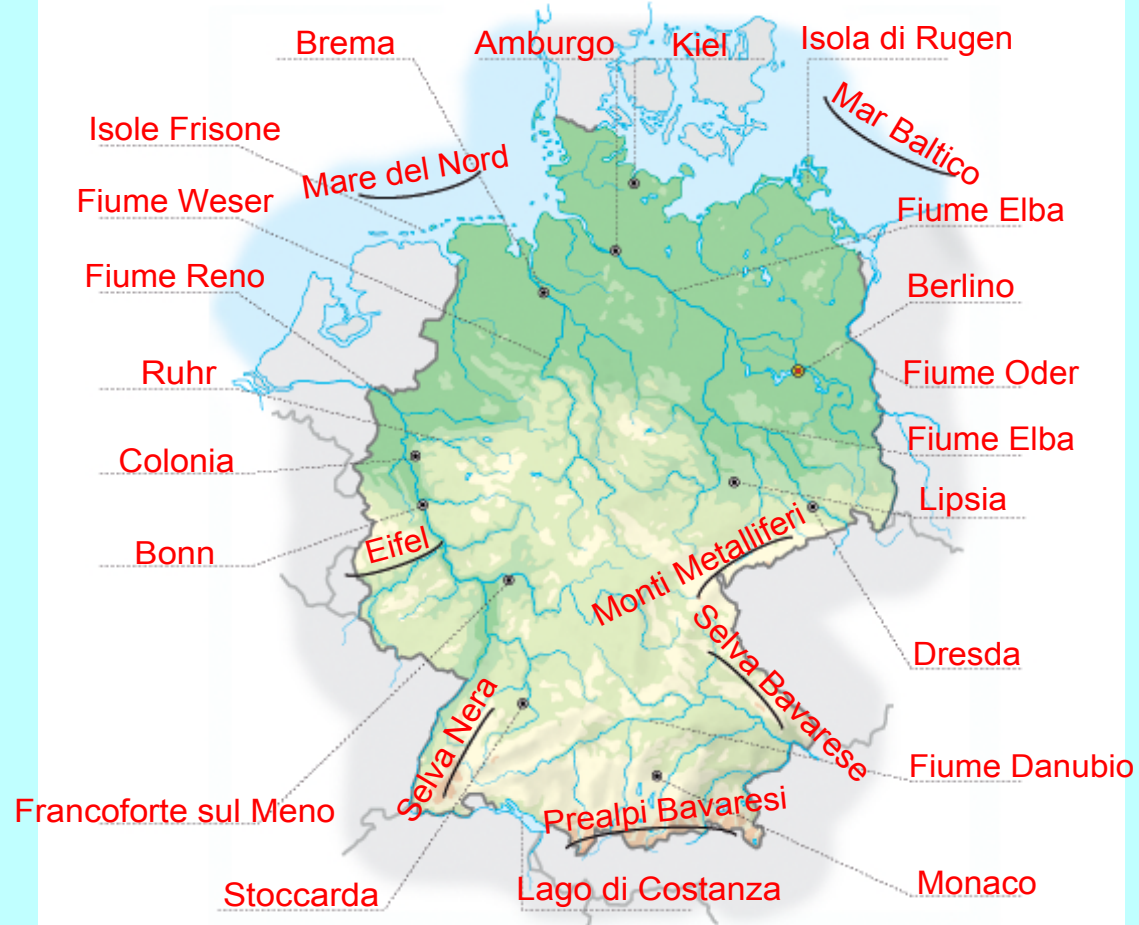 Brema
Amburgo
Kiel
Isola di Rugen
Isole Frisone
Mare del Nord
Mar Baltico
Fiume Weser
Fiume Elba
Fiume Reno
Berlino
Ruhr
Fiume Oder
Colonia
Fiume Elba
Lipsia
Bonn
Eifel
Monti Metalliferi
Selva Bavarese
Dresda
Selva Nera
Fiume Danubio
Francoforte sul Meno
Prealpi Bavaresi
Stoccarda
Lago di Costanza
Monaco